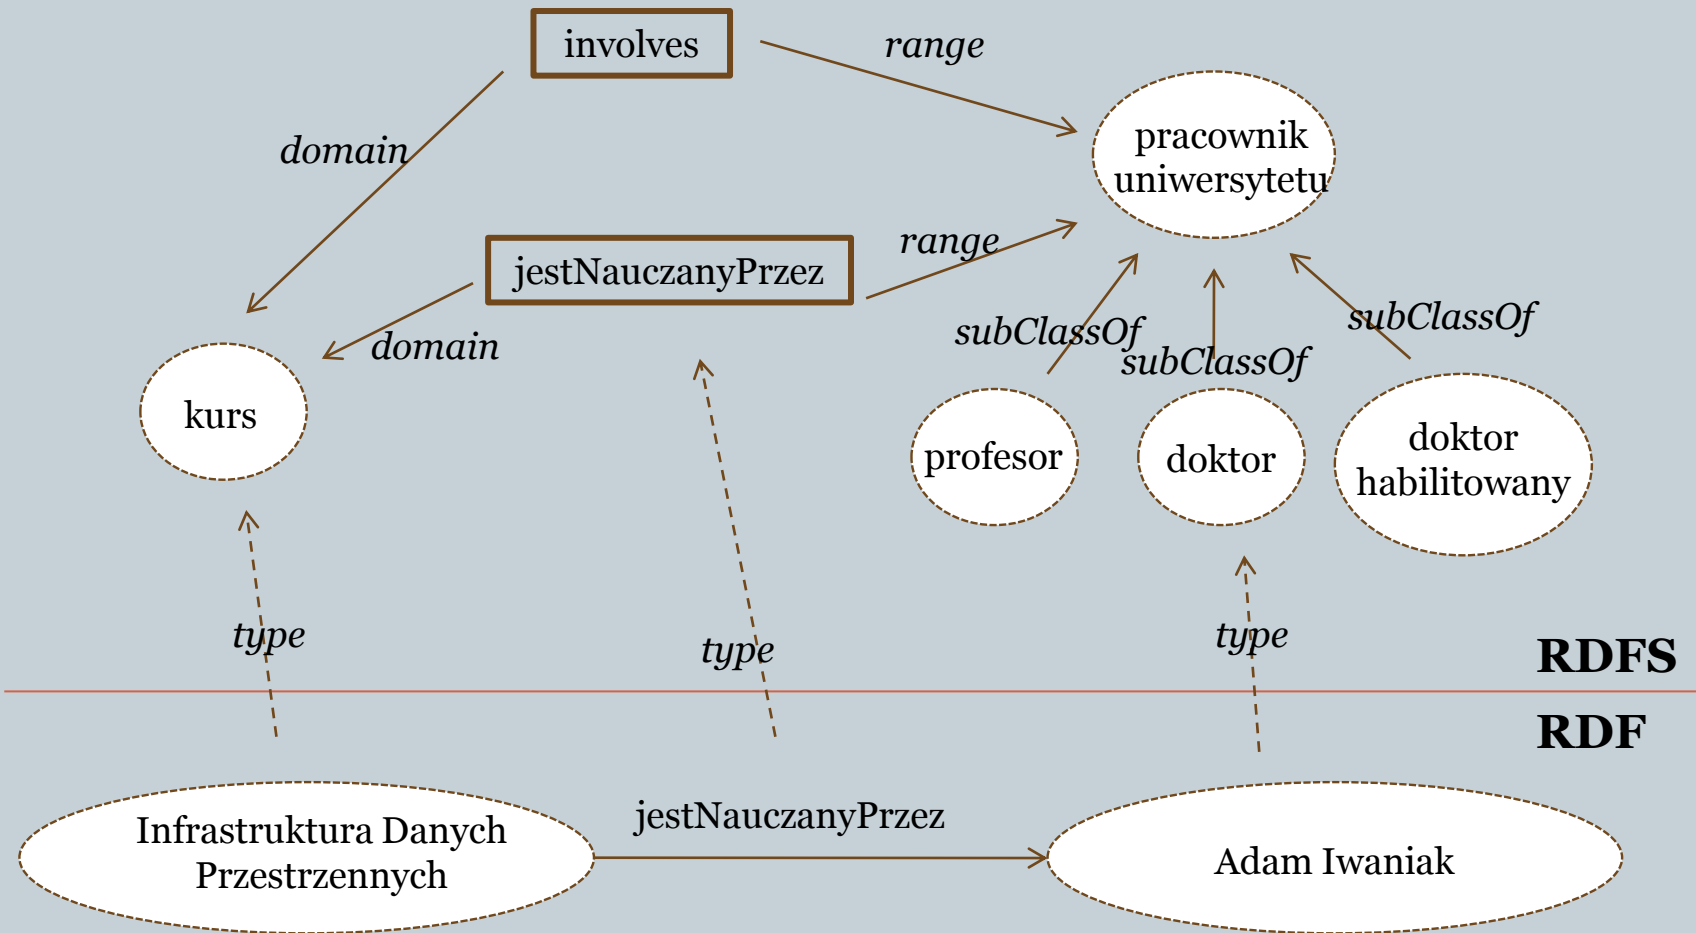 involves
range
pracownik
uniwersytetu
domain
range
jestNauczanyPrzez
subClassOf
subClassOf
subClassOf
domain
kurs
profesor
doktor
doktor
habilitowany
type
type
type
RDFS
RDF
Infrastruktura Danych
Przestrzennych
jestNauczanyPrzez
Adam Iwaniak